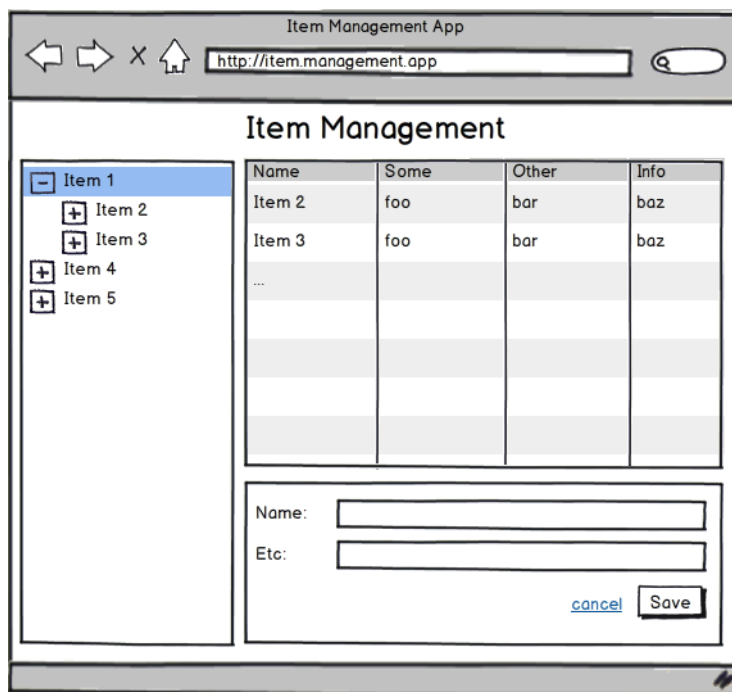 Item Management App
X
http://item.management.app
Item Management
Item 1
Item 2
Item 3
Item 4
Item 5
Name Some Other Info
Item 2 foo bar baz
Item 3 foo bar baz
...
Name:
Etc:
cancel Save